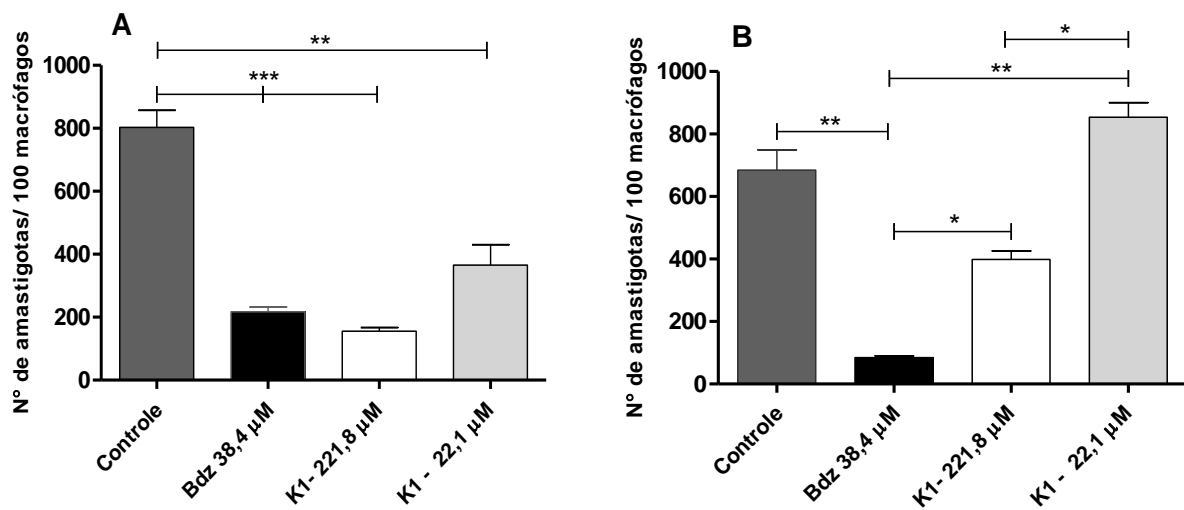 A
**
***
N° de amastigotas/ 100 macrófagos
1000
800
600
400
200
0
Controle
Bdz 38,4 µM
K1- 221,8 µM
K1 - 22,1 µM
B
*
**
**
*
N° de amastigotas/ 100 macrófagos
1000
800
600
400
200
0
Controle
Bdz 38,4 µM
K1- 221,8 µM
K1 - 22,1 µM